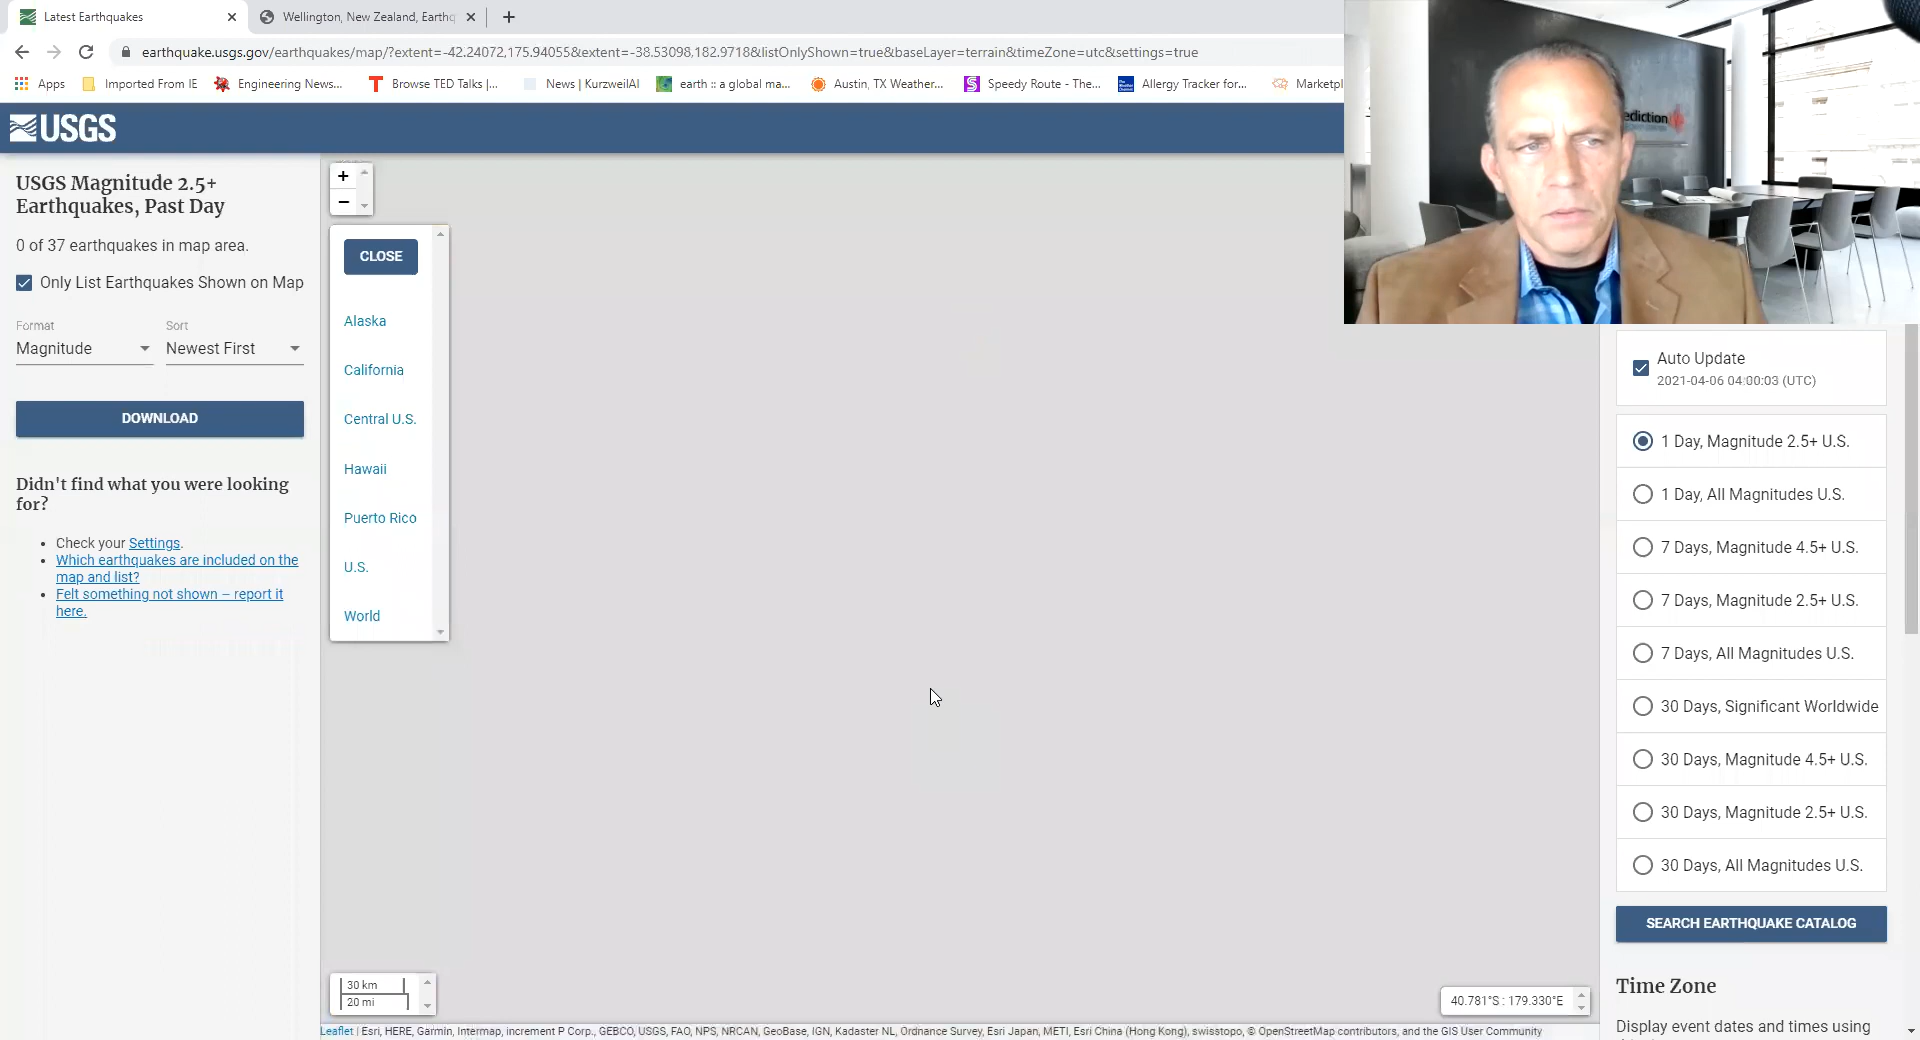 Latest Earthquakes
Wellington, New Zealand, Earthq
earthquake.usgs.gov/earthquakes/map/?extent=-42.24072,175.94055&extent=-38.53098,182.9718&listOnlyShown=true&baseLayer=terrain&timeZone=utc&settings=true
Apps
Imported From IE
Engineering News...
Browse TED Talks |...
News | KurzweilAI
earth :: a global ma...
Austin, TX Weather...
Speedy Route - The...
Allergy Tracker for...
Marketpl
ediction
USGS
USGS Magnitude 2.5+
Earthquakes, Past Day
0 of 37 earthquakes in map area.
Only List Earthquakes Shown on Map
Format
Sort
Magnitude
Newest First
DOWNLOAD
Didn't find what you were looking
for?
• Check your Settings.
• Which earthquakes are included on the
map and list?
• Felt something not shown – report it
here.
+
−
CLOSE
Alaska
California
Central U.S.
Hawaii
Puerto Rico
U.S.
World
30 km
20 mi
40.781°S : 179.330°E
Leaflet | Esri, HERE, Garmin, Intermap, increment P Corp., GEBCO, USGS, FAO, NPS, NRCAN, GeoBase, IGN, Kadaster NL, Ordnance Survey, Esri Japan, METI, Esri China (Hong Kong), swisstopo, © OpenStreetMap contributors, and the GIS User Community
Auto Update
2021-04-06 04:00:03 (UTC)
1 Day, Magnitude 2.5+ U.S.
1 Day, All Magnitudes U.S.
7 Days, Magnitude 4.5+ U.S.
7 Days, Magnitude 2.5+ U.S.
7 Days, All Magnitudes U.S.
30 Days, Significant Worldwide
30 Days, Magnitude 4.5+ U.S.
30 Days, Magnitude 2.5+ U.S.
30 Days, All Magnitudes U.S.
SEARCH EARTHQUAKE CATALOG
Time Zone
Display event dates and times using